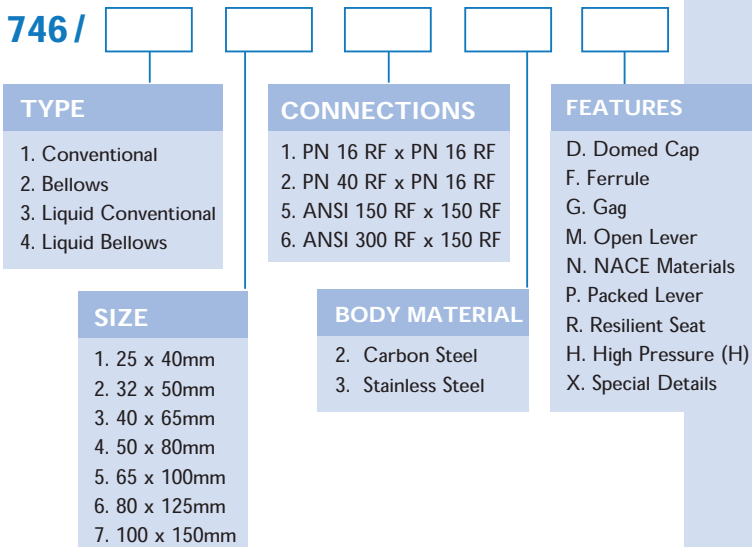 746 /
TYPE
1. Conventional
2. Bellows
3. Liquid Conventional
4. Liquid Bellows
SIZE
1. 25 x 40mm
2. 32 x 50mm
3. 40 x 65mm
4. 50 x 80mm
5. 65 x 100mm
6. 80 x 125mm
7. 100 x 150mm
CONNECTIONS
1. PN 16 RF x PN 16 RF
2. PN 40 RF x PN 16 RF
5. ANSI 150 RF x 150 RF
6. ANSI 300 RF x 150 RF
BODY MATERIAL
2. Carbon Steel
3. Stainless Steel
FEATURES
D. Domed Cap
F. Ferrule
G. Gag
M. Open Lever
N. NACE Materials
P. Packed Lever
R. Resilient Seat
H. High Pressure (H)
X. Special Details